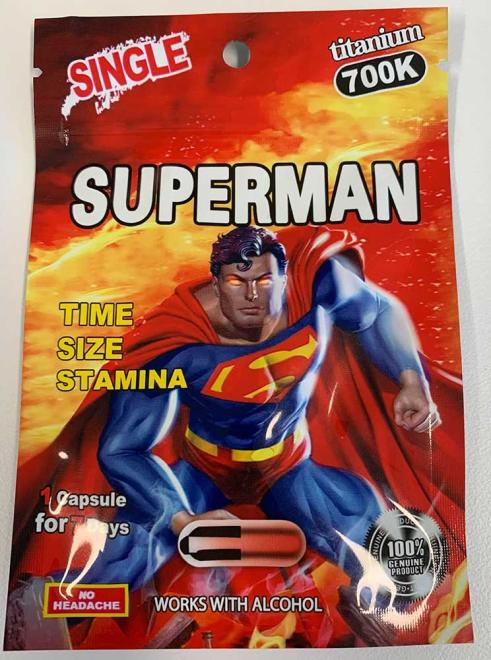 SINGLE
titanium
700K
SUPERMAN
TIME
SIZE
STAMINA
1 Capsule
for 7 Days
NO
HEADACHE
WORKS WITH ALCOHOL
100%
GENUINE
PRODUCT